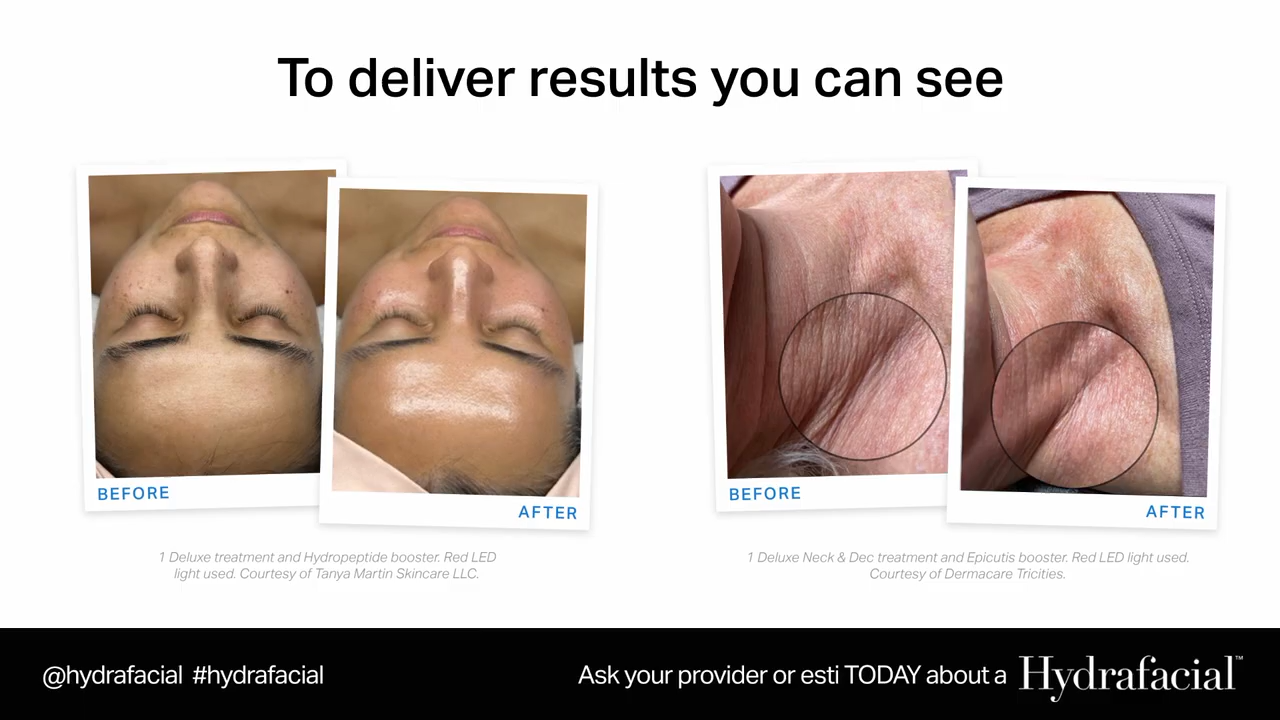 To deliver results you can see
BEFORE
AFTER
1 Deluxe treatment and Hydropeptide booster. Red LED
light used. Courtesy of Tanya Martin Skincare LLC.
BEFORE
AFTER
1 Deluxe Neck & Dec treatment and Epicutis booster. Red LED light used.
Courtesy of Dermacare Tricities.
@hydrafacial #hydrafacial
Ask your provider or esti TODAY about a Hydrafacial™